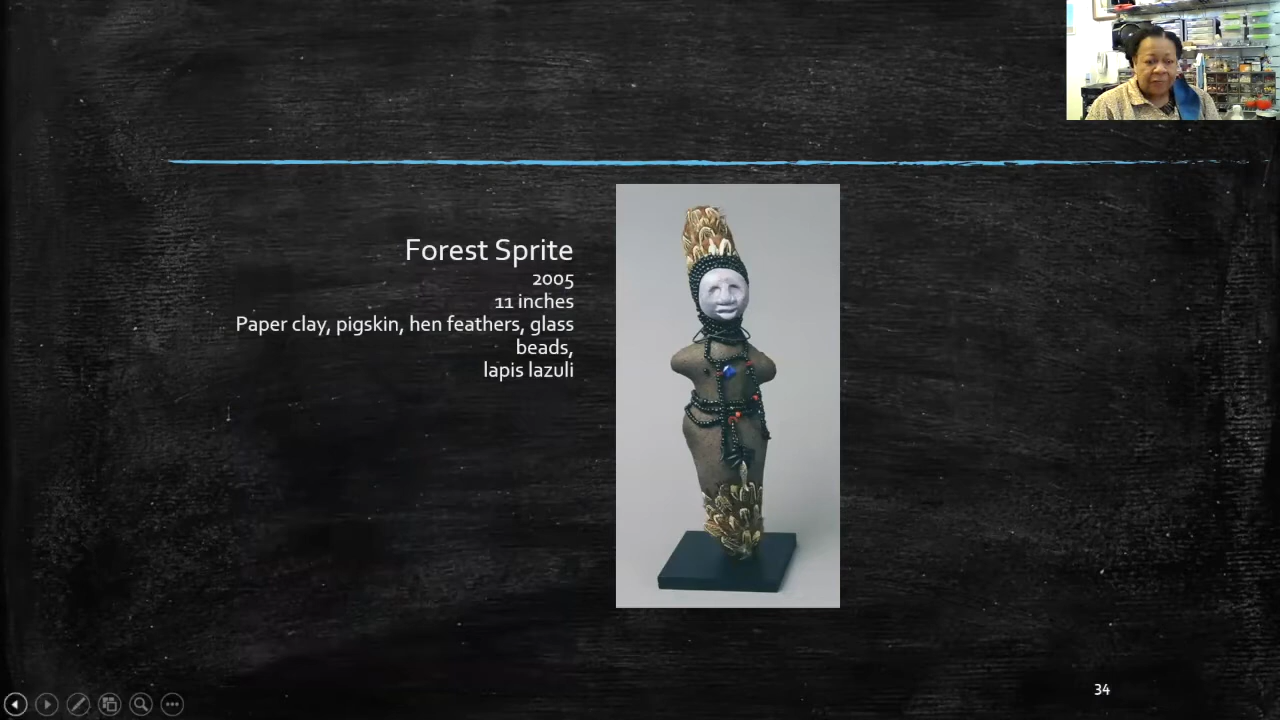 Forest Sprite
2005
11 inches
Paper clay, pigskin, hen feathers, glass
beads,
lapis lazuli
34